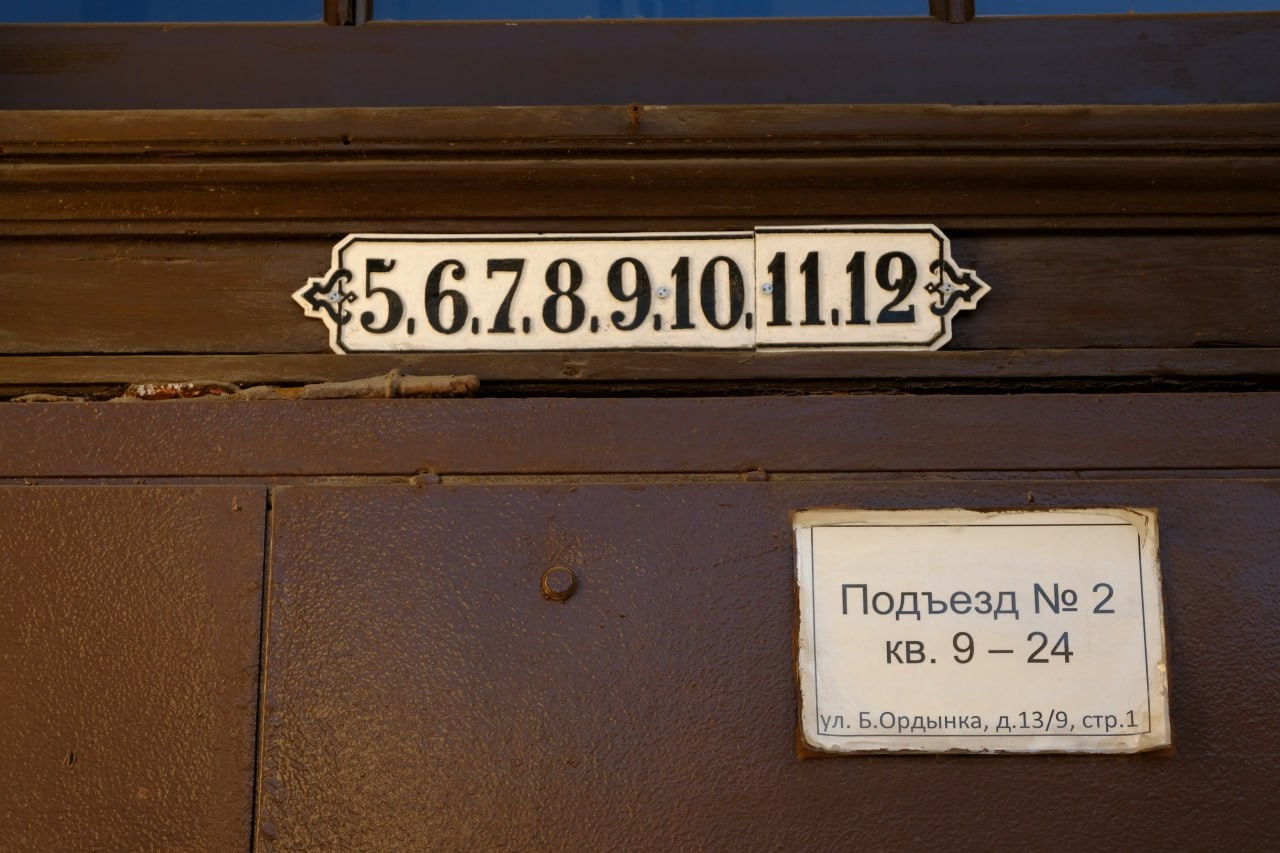 5, 6, 7, 8, 9, 10, 11, 12
Подъезд № 2
кв. 9 – 24
ул. Б.Ордынка, д.13/9, стр.1